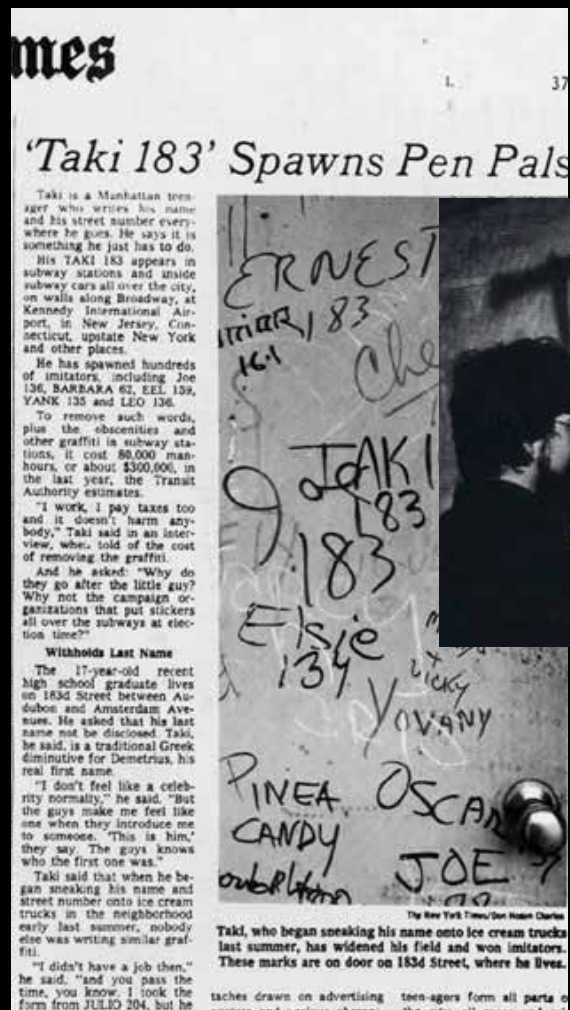 mes
37
'Taki 183' Spawns Pen Pals
Taki is a Manhattan teen-
ager who writes his name
and his street number every-
where he goes. He says it is
something he just has to do.
His TAKI 183 appears in
subway stations and inside
subway cars all over the city,
on walls along Broadway, at
Kennedy International Air-
port, in New Jersey, Con-
necticut, upstate New York
and other places.
He has spawned hundreds
of imitators, including Joe
136, BARBARA 62, EEL 159,
YANK 135 and LEO 136.
To remove such words,
plus the obscenities and
other graffiti in subway sta-
tions, it cost 80,000 man-
hours, or about $300,000, in
the last year, the Transit
Authority estimates.
"I work, I pay taxes too
and it doesn't harm any-
body," Taki said in an inter-
view, when told of the cost
of removing the graffiti.
And he asked: "Why do
they go after the little guy?
Why not the campaign or-
ganizations that put stickers
all over the subways at elec-
tion time?"
Withholds Last Name
The 17-year-old recent
high school graduate lives
on 183d Street between Au-
dubon and Amsterdam Ave-
nues. He asked that his last
name not be disclosed. Taki,
he said, is a traditional Greek
diminutive for Demetrius, his
real first name.
"I don't feel like a celeb-
rity normally," he said. "But
the guys make me feel like
one when they introduce me
to someone. 'This is him,'
they say. The guys knows
who the first one was."
Taki said that when he be-
gan sneaking his name and
street number onto ice cream
trucks in the neighborhood
early last summer, nobody
else was writing similar graf-
fiti.
"I didn't have a job then,"
he said, "and you pass the
time, you know. I took the
form from JULIO 204, but he
ERNEST
183
161
Che
TAKI
183
183
Elsie
134
VICKY
YOVANY
PINEA
CANDY
OSCAR
JOE
The New York Times/Don Hogan Charles
Taki, who began sneaking his name onto ice cream trucks
last summer, has widened his field and won imitators.
These marks are on door on 183d Street, where he lives.
taches drawn on advertising
teen-agers form all parts o